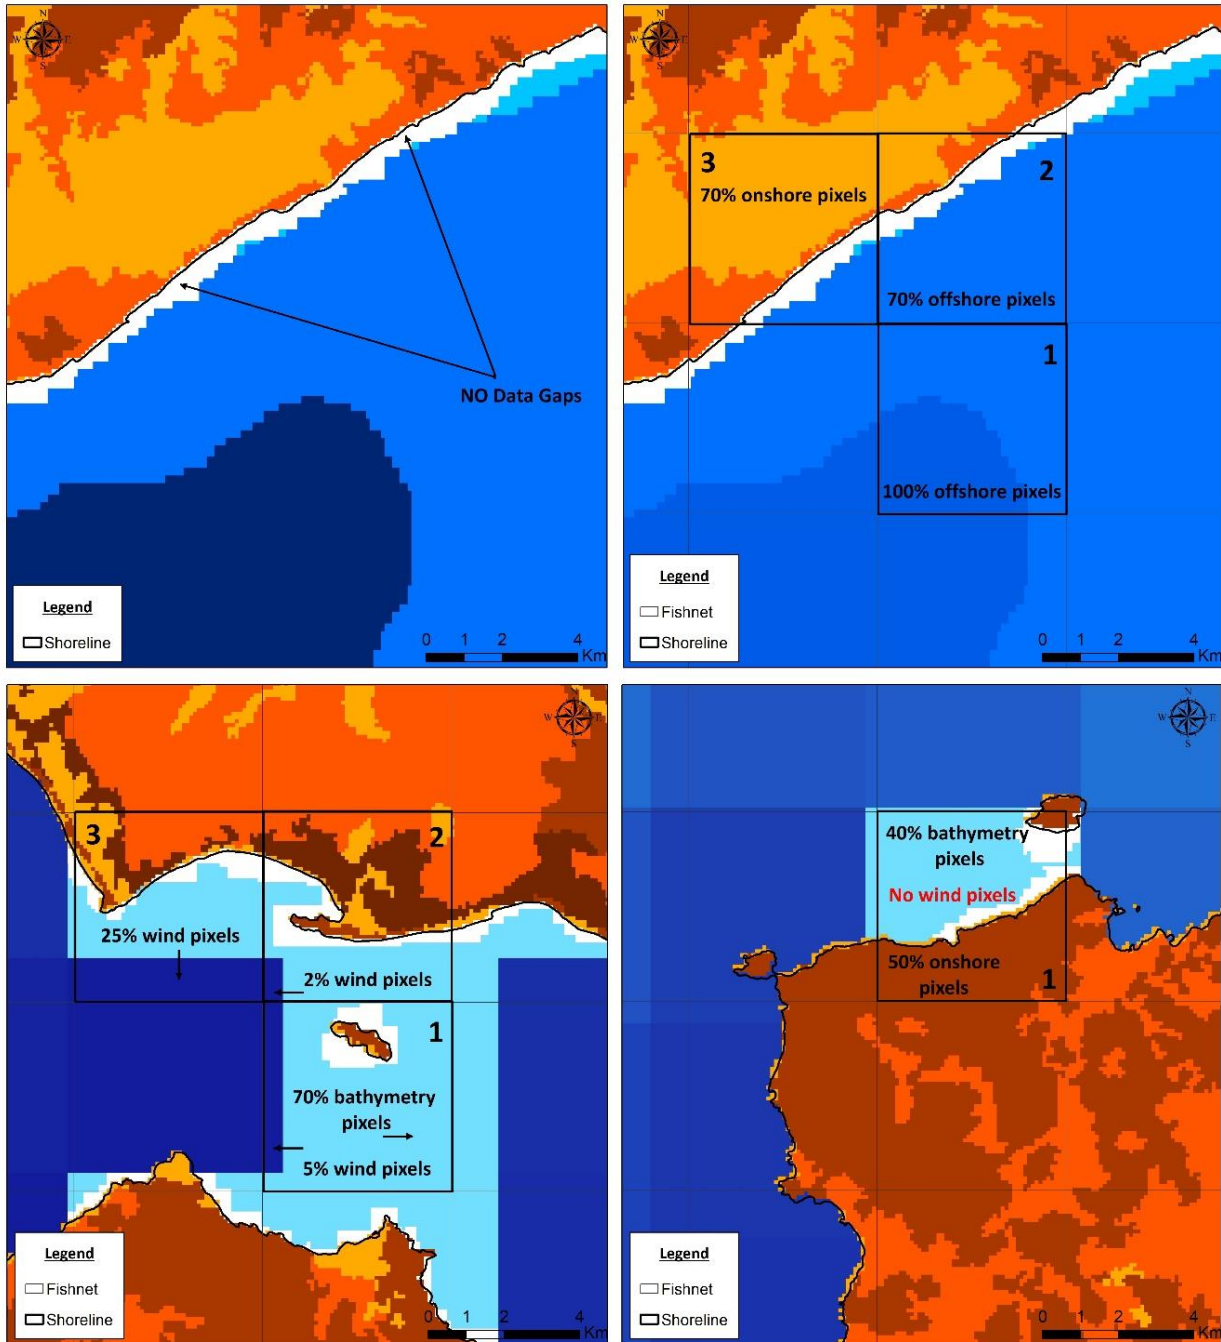 N
W E
S
NO Data Gaps
Legend
Shoreline
0 1 2 4
Km
N
W E
S
3
2
70% onshore pixels
70% offshore pixels
1
100% offshore pixels
Legend
Fishnet
Shoreline
0 1 2 4
Km
N
W E
S
3
2
25% wind pixels
2% wind pixels
1
70% bathymetry
pixels
5% wind pixels
Legend
Fishnet
Shoreline
0 1 2 4
Km
N
W E
S
40% bathymetry
pixels
No wind pixels
50% onshore
pixels
1
Legend
Fishnet
Shoreline
0 1 2 4
Km